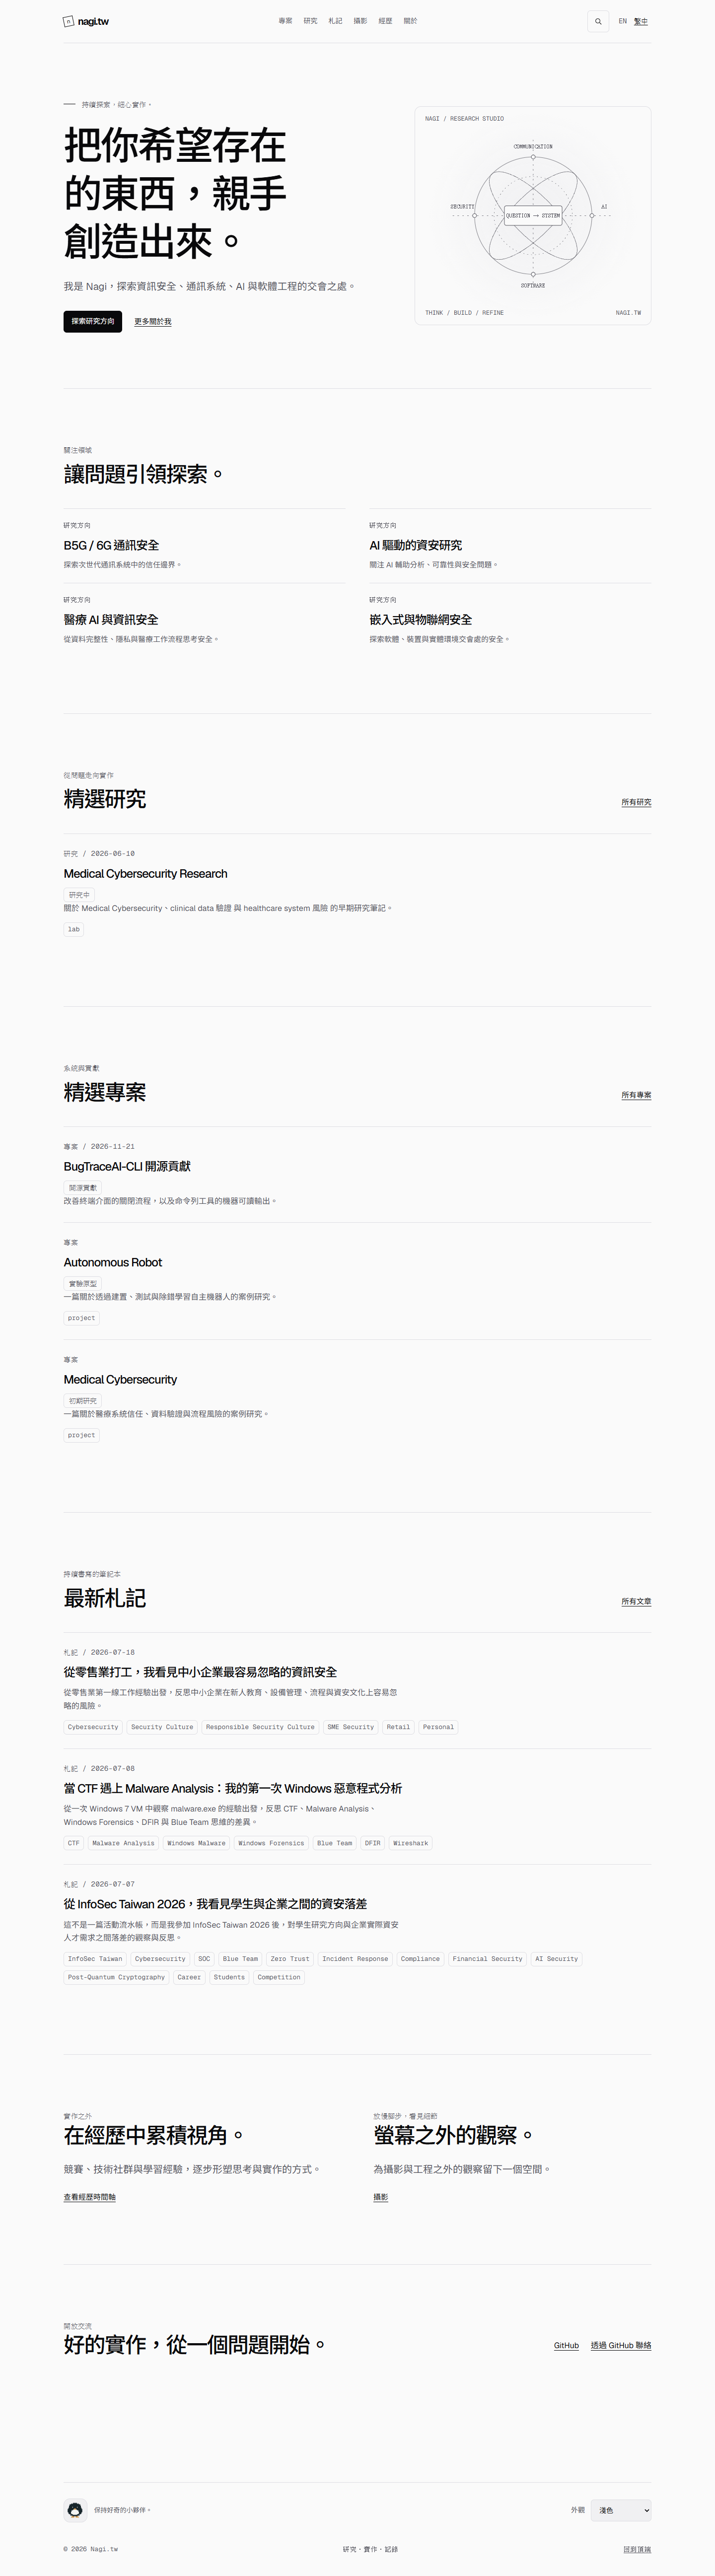 n nagi.tw
專案 研究 札記 攝影 經歷 關於
EN 繁中
持續探索，細心實作。
把你希望存在
的東西，親手
創造出來。
我是 Nagi，探索資訊安全、通訊系統、AI 與軟體工程的交會之處。
探索研究方向 更多關於我
NAGI / RESEARCH STUDIO
COMMUNICATION
SECURITY
AI
QUESTION → SYSTEM
SOFTWARE
THINK / BUILD / REFINE
NAGI.TW
關注領域
讓問題引領探索。
研究方向
B5G / 6G 通訊安全
探索次世代通訊系統中的信任邊界。
研究方向
AI 驅動的資安研究
關注 AI 輔助分析、可靠性與安全問題。
研究方向
醫療 AI 與資訊安全
從資料完整性、隱私與醫療工作流程思考安全。
研究方向
嵌入式與物聯網安全
探索軟體、裝置與實體環境交會處的安全。
從問題走向實作
精選研究
所有研究
研究 / 2026-06-10
Medical Cybersecurity Research
研究中
關於 Medical Cybersecurity、clinical data 驗證 與 healthcare system 風險 的早期研究筆記。
lab
系統與貢獻
精選專案
所有專案
專案 / 2026-11-21
BugTraceAI-CLI 開源貢獻
開源貢獻
改善終端介面的關閉流程，以及命令列工具的機器可讀輸出。
專案
Autonomous Robot
實驗原型
一篇關於透過建置、測試與除錯學習自主機器人的案例研究。
project
專案
Medical Cybersecurity
初期研究
一篇關於醫療系統信任、資料驗證與流程風險的案例研究。
project
持續書寫的筆記本
最新札記
所有文章
札記 / 2026-07-18
從零售業打工，我看見中小企業最容易忽略的資訊安全
從零售業第一線工作經驗出發，反思中小企業在新人教育、設備管理、流程與資安文化上容易忽
略的風險。
Cybersecurity Security Culture Responsible Security Culture SME Security Retail Personal
札記 / 2026-07-08
當 CTF 遇上 Malware Analysis：我的第一次 Windows 惡意程式分析
從一次 Windows 7 VM 中觀察 malware.exe 的經驗出發，反思 CTF、Malware Analysis、
Windows Forensics、DFIR 與 Blue Team 思維的差異。
CTF Malware Analysis Windows Malware Windows Forensics Blue Team DFIR Wireshark
札記 / 2026-07-07
從 InfoSec Taiwan 2026，我看見學生與企業之間的資安落差
這不是一篇活動流水帳，而是我參加 InfoSec Taiwan 2026 後，對學生研究方向與企業實際資安
人才需求之間落差的觀察與反思。
InfoSec Taiwan Cybersecurity SOC Blue Team Zero Trust Incident Response Compliance Financial Security AI Security
Post-Quantum Cryptography Career Students Competition
實作之外
在經歷中累積視角。
競賽、技術社群與學習經驗，逐步形塑思考與實作的方式。
查看經歷時間軸
放慢腳步，看見細節
螢幕之外的觀察。
為攝影與工程之外的觀察留下一個空間。
攝影
開放交流
好的實作，從一個問題開始。
GitHub 透過 GitHub 聯絡
保持好奇的小夥伴。
外觀 淺色
© 2026 Nagi.tw
研究・實作・記錄
回到頂端